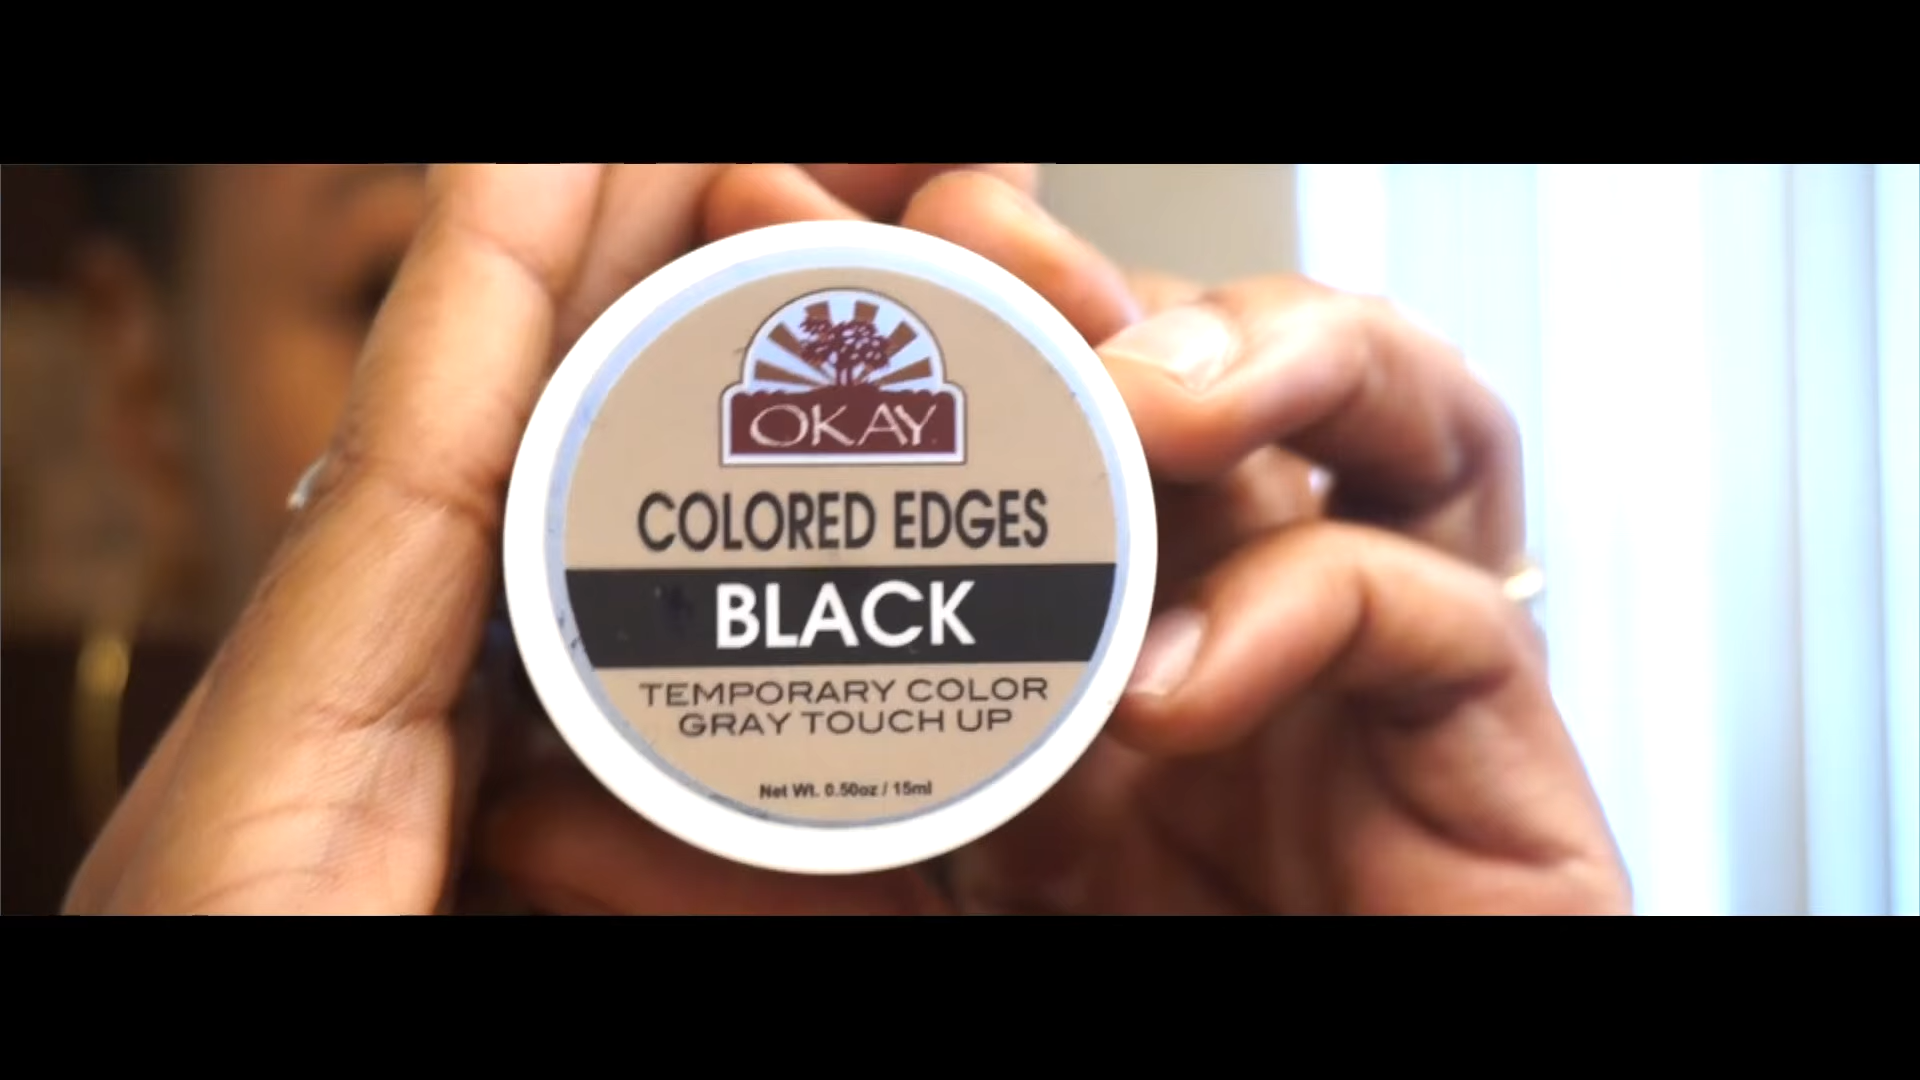 OKAY
COLORED EDGES
BLACK
TEMPORARY COLOR
GRAY TOUCH UP
Net Wt. 0.50oz / 15ml